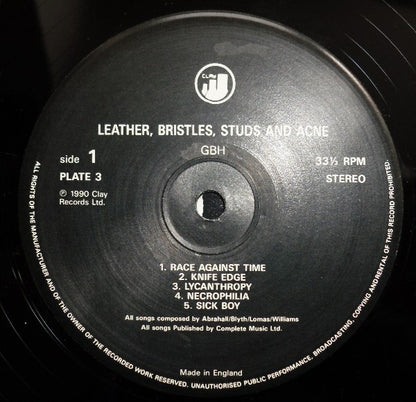 CLAY
LEATHER, BRISTLES, STUDS AND ACNE
GBH
side 1
33⅓ RPM
PLATE 3
STEREO
℗ 1990 Clay
Records Ltd.
1. RACE AGAINST TIME
2. KNIFE EDGE
3. LYCANTHROPY
4. NECROPHILIA
5. SICK BOY
All songs composed by Abrahall/Blyth/Lomas/Williams
All songs Published by Complete Music Ltd.
Made in England
ALL RIGHTS OF THE MANUFACTURER AND OF THE OWNER OF THE RECORDED WORK RESERVED. UNAUTHORISED PUBLIC PERFORMANCE, BROADCASTING, COPYING AND RENTAL OF THIS RECORD PROHIBITED.